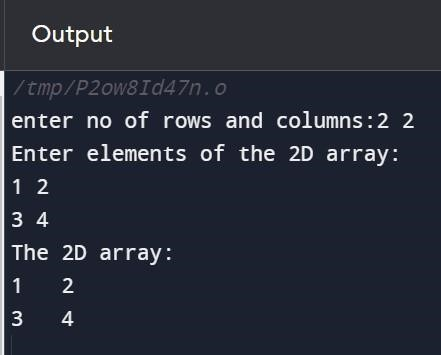 Output
/tmp/P2ow8Id47n.o
enter no of rows and columns:2 2
Enter elements of the 2D array:
1 2
3 4
The 2D array:
1   2
3   4